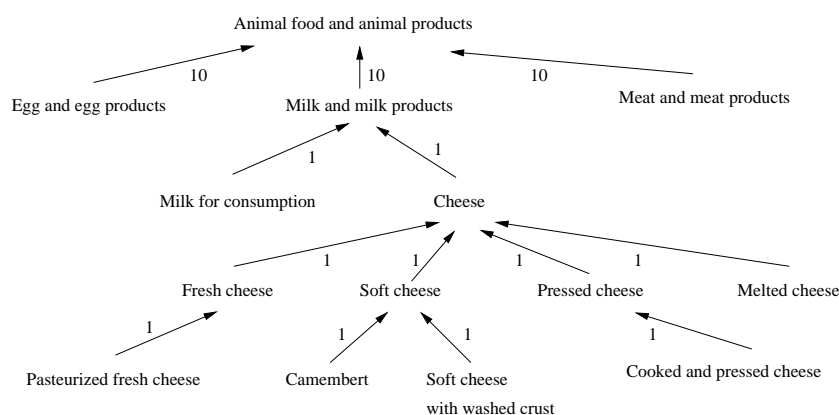 Animal food and animal products
10 10 10
Egg and egg products Milk and milk products Meat and meat products
1 1
Milk for consumption Cheese
1 1 1 1
Fresh cheese Soft cheese Pressed cheese Melted cheese
1 1 1 1
Pasteurized fresh cheese Camembert Soft cheese Cooked and pressed cheese
with washed crust